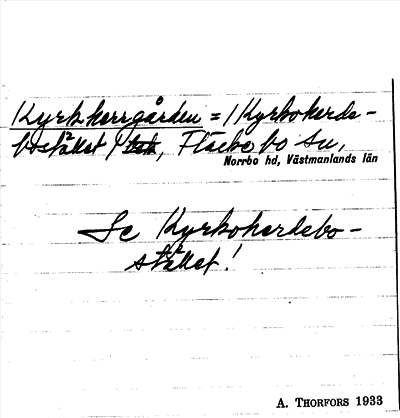 Kyrkherrgården = /Kyrkoherde-
bostället/, Fläckebo sn,
Norrbo hd, Västmanlands län
Se Kyrkoherdebo-
stället!
A. THORFORS 1933